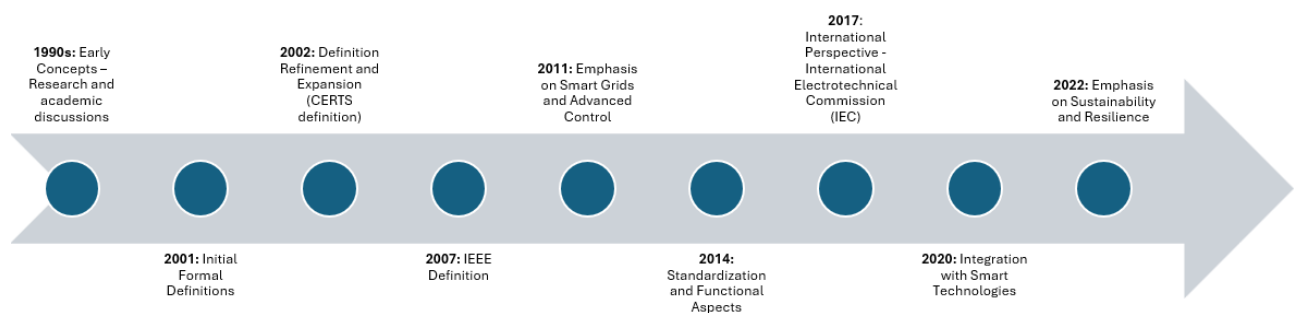 1990s: Early
Concepts –
Research and
academic
discussions
2001: Initial
Formal
Definitions
2002: Definition
Refinement and
Expansion
(CERTS
definition)
2007: IEEE
Definition
2011: Emphasis
on Smart Grids
and Advanced
Control
2014:
Standardization
and Functional
Aspects
2017:
International
Perspective -
International
Electrotechnical
Commission
(IEC)
2020: Integration
with Smart
Technologies
2022: Emphasis
on Sustainability
and Resilience